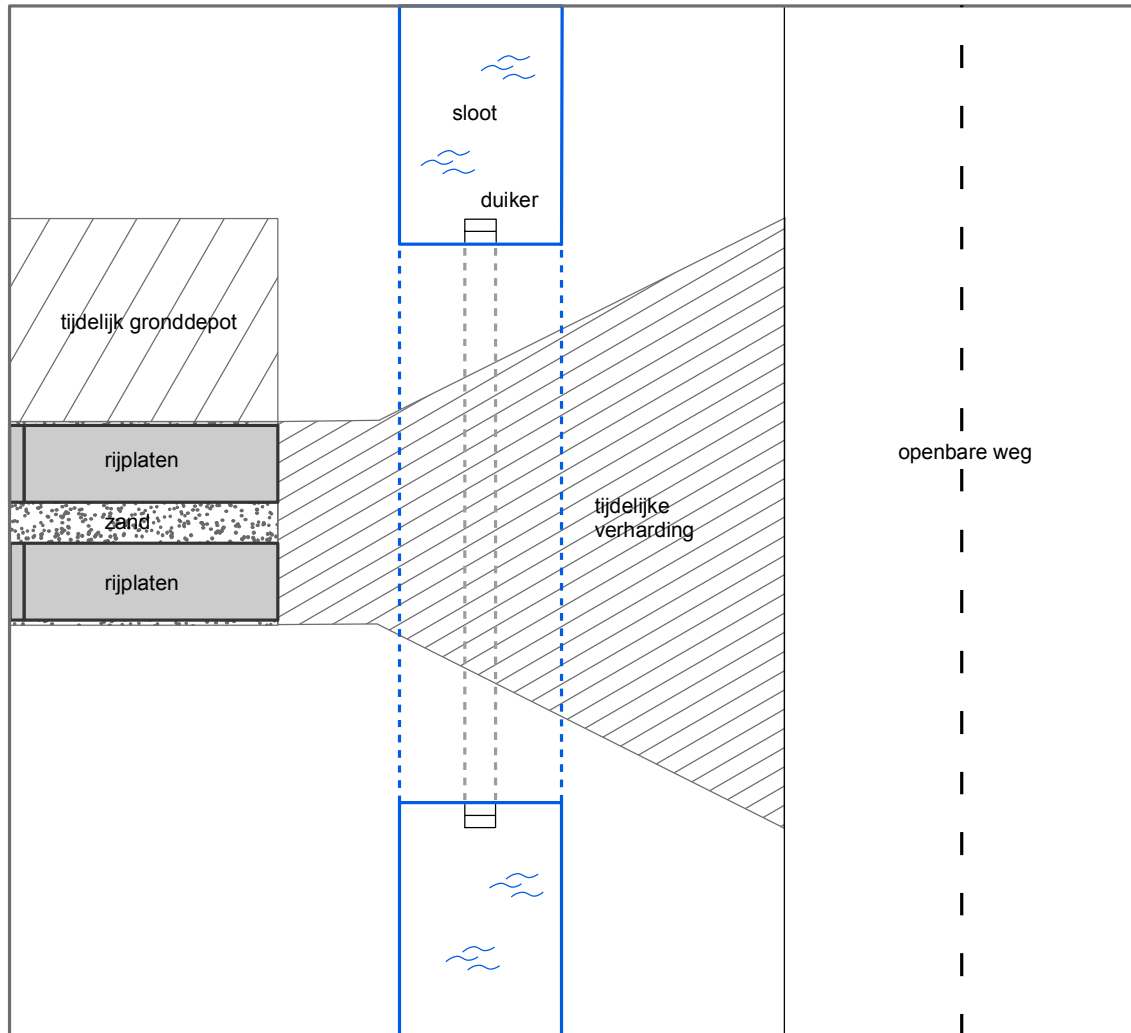 sloot
duiker
tijdelijk gronddepot
rijplaten
openbare weg
tijdelijke
verharding
zand
rijplaten